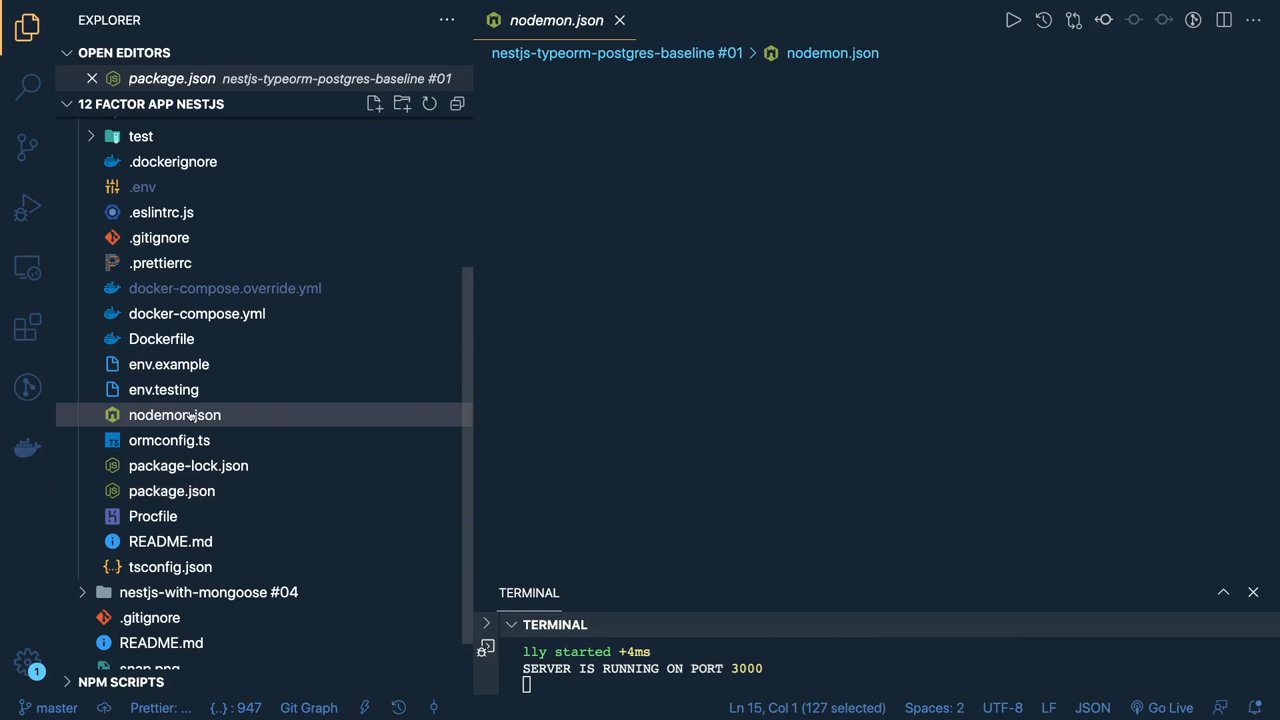 EXPLORER
OPEN EDITORS
package.json nestjs-typeorm-postgres-baseline #01
12 FACTOR APP NESTJS
test
.dockerignore
.env
.eslintrc.js
.gitignore
.prettierrc
docker-compose.override.yml
docker-compose.yml
Dockerfile
env.example
env.testing
nodemon.json
ormconfig.ts
package-lock.json
package.json
Procfile
README.md
tsconfig.json
nestjs-with-mongoose #04
.gitignore
README.md
snap.png
NPM SCRIPTS
nodemon.json
nestjs-typeorm-postgres-baseline #01 > nodemon.json
TERMINAL
TERMINAL
lly started +4ms
SERVER IS RUNNING ON PORT 3000
1
master Prettier: ... {..} : 947 Git Graph Ln 15, Col 1 (127 selected) Spaces: 2 UTF-8 LF JSON Go Live